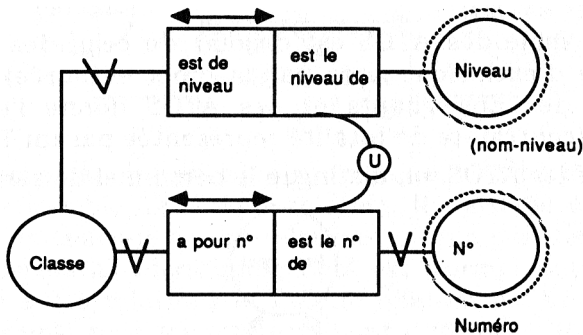 est de
niveau
est le
niveau de
Niveau
(nom-niveau)
U
Classe
a pour n°
est le n°
de
N°
Numéro